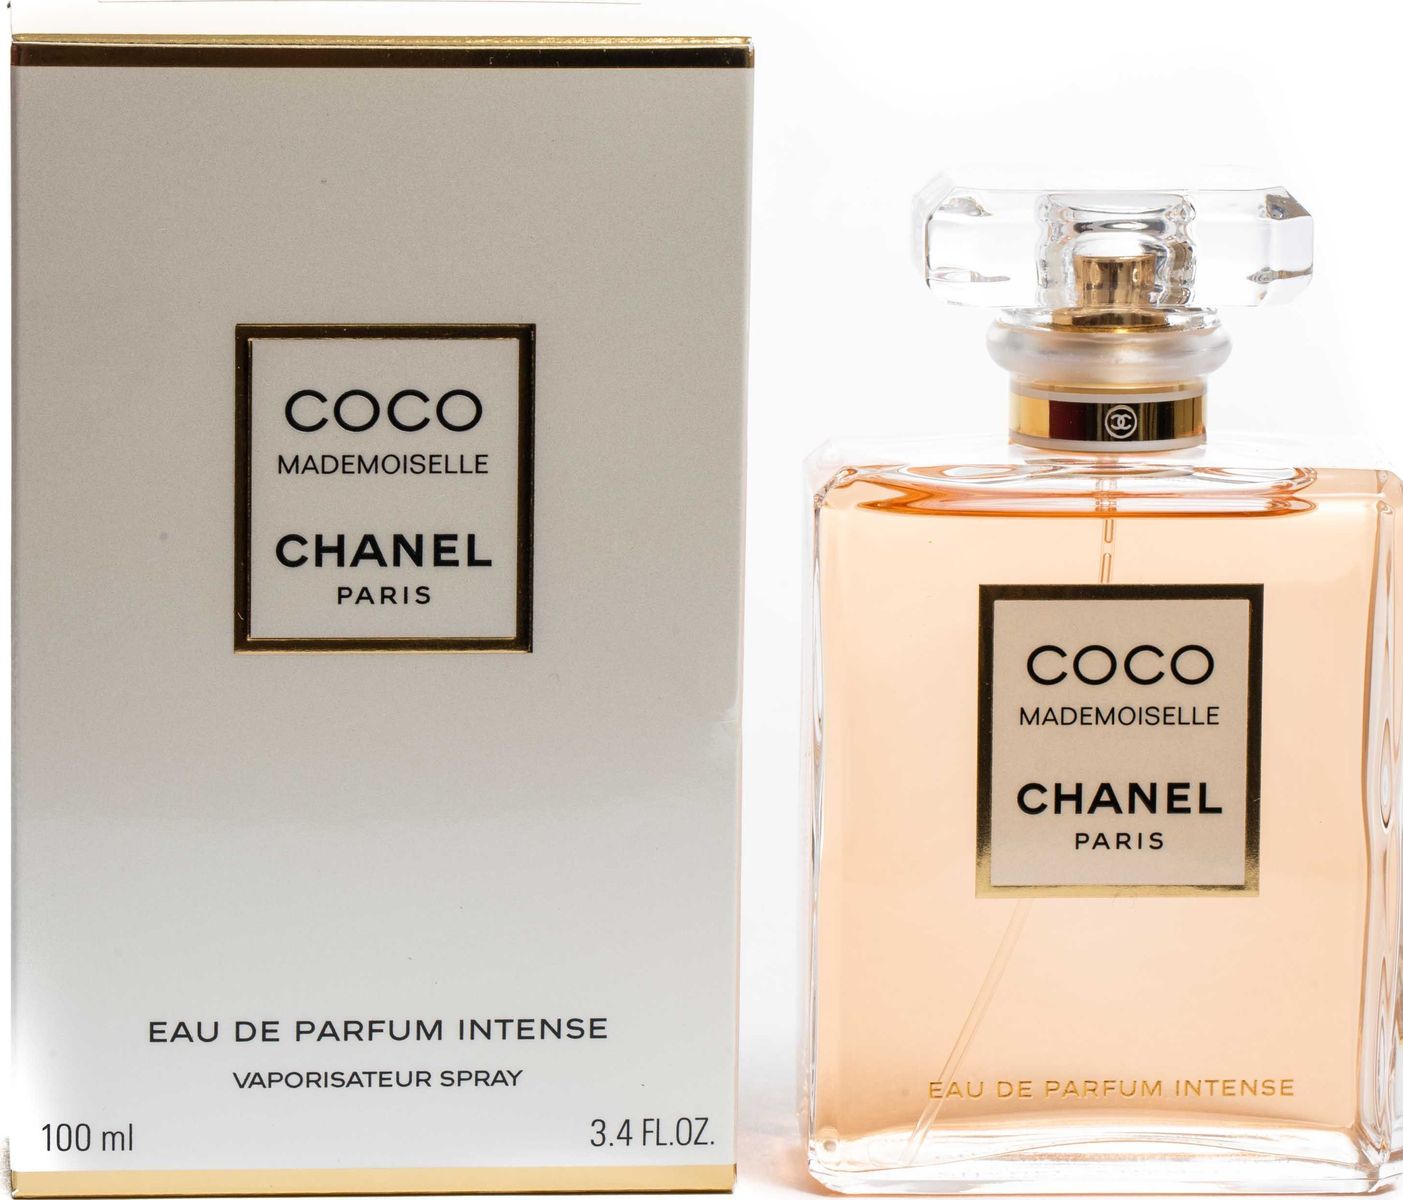 COCO
MADEMOISELLE
CHANEL
PARIS
EAU DE PARFUM INTENSE
VAPORISATEUR SPRAY
100 ml
3.4 FL.OZ.
COCO
MADEMOISELLE
CHANEL
PARIS
EAU DE PARFUM INTENSE